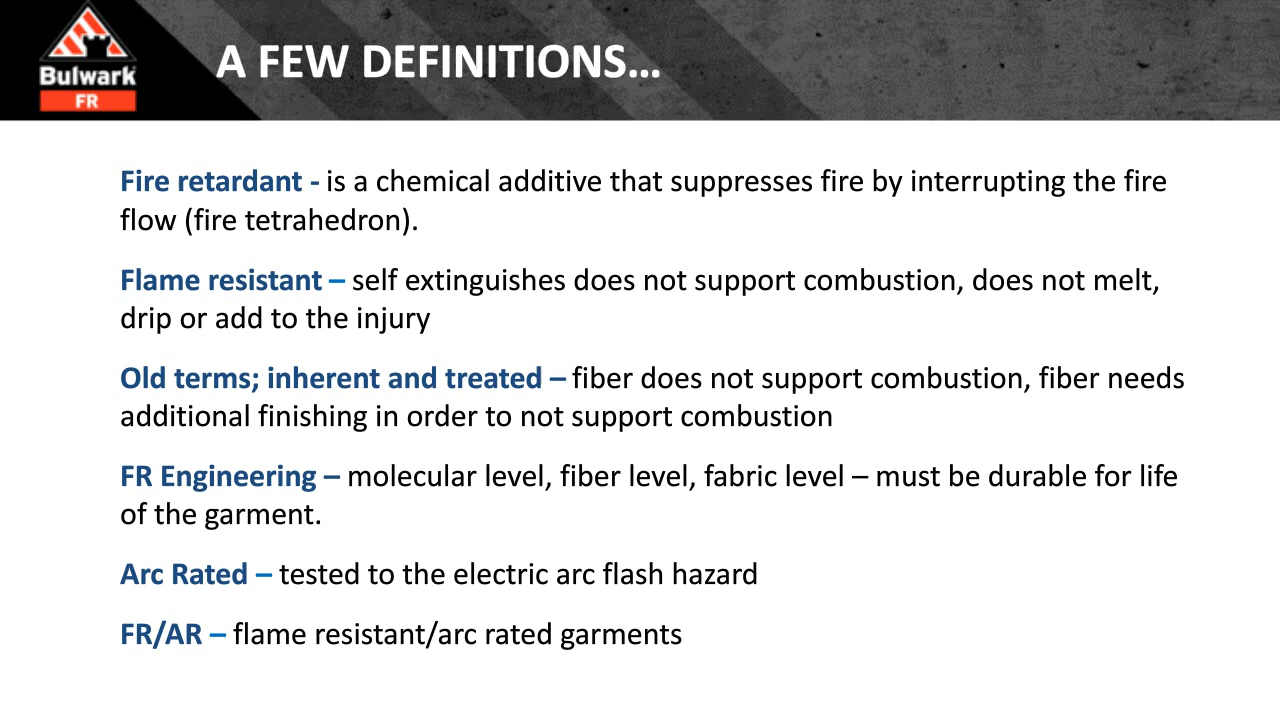 Bulwark
FR
A FEW DEFINITIONS...
Fire retardant - is a chemical additive that suppresses fire by interrupting the fire
flow (fire tetrahedron).
Flame resistant – self extinguishes does not support combustion, does not melt,
drip or add to the injury
Old terms; inherent and treated – fiber does not support combustion, fiber needs
additional finishing in order to not support combustion
FR Engineering – molecular level, fiber level, fabric level – must be durable for life
of the garment.
Arc Rated – tested to the electric arc flash hazard
FR/AR – flame resistant/arc rated garments